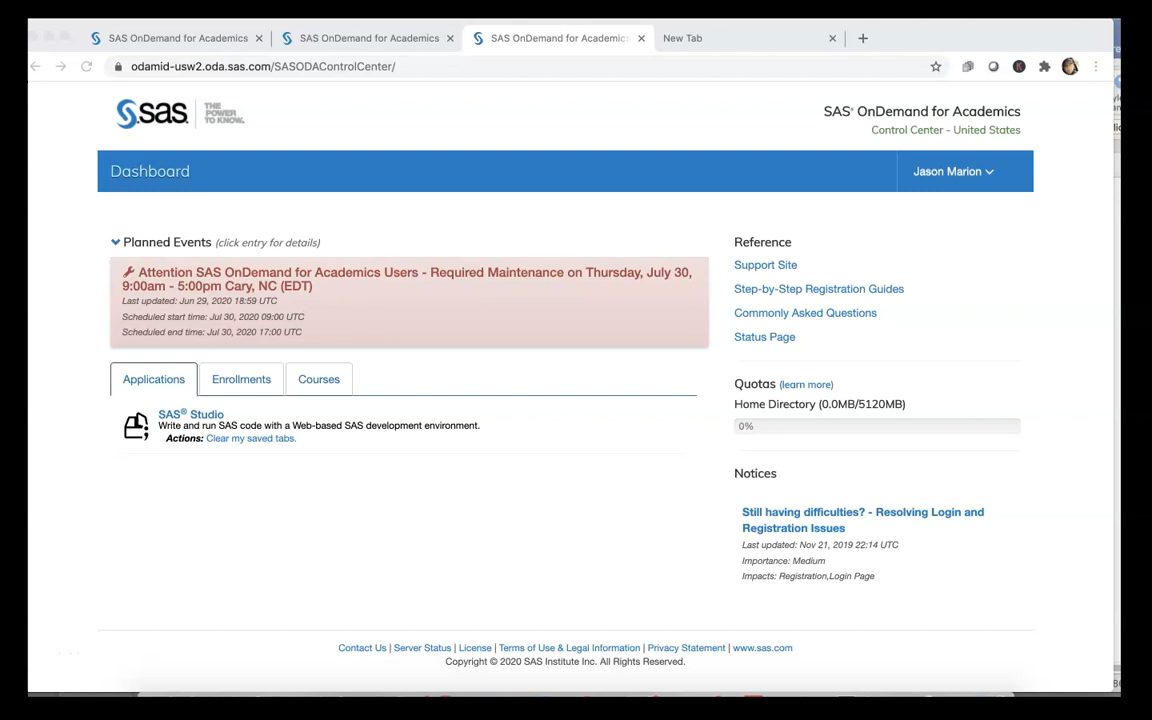 SAS OnDemand for Academics
SAS OnDemand for Academics
SAS OnDemand for Academics
New Tab
odamid-usw2.oda.sas.com/SASODAControlCenter/
sas. THE POWER TO KNOW.
SAS® OnDemand for Academics
Control Center - United States
Dashboard
Jason Marion
Planned Events (click entry for details)
Attention SAS OnDemand for Academics Users - Required Maintenance on Thursday, July 30,
9:00am - 5:00pm Cary, NC (EDT)
Last updated: Jun 29, 2020 18:59 UTC
Scheduled start time: Jul 30, 2020 09:00 UTC
Scheduled end time: Jul 30, 2020 17:00 UTC
Applications
Enrollments
Courses
SAS® Studio
Write and run SAS code with a Web-based SAS development environment.
Actions: Clear my saved tabs.
Reference
Support Site
Step-by-Step Registration Guides
Commonly Asked Questions
Status Page
Quotas (learn more)
Home Directory (0.0MB/5120MB)
0%
Notices
Still having difficulties? - Resolving Login and
Registration Issues
Last updated: Nov 21, 2019 22:14 UTC
Importance: Medium
Impacts: Registration,Login Page
Contact Us | Server Status | License | Terms of Use & Legal Information | Privacy Statement | www.sas.com
Copyright © 2020 SAS Institute Inc. All Rights Reserved.